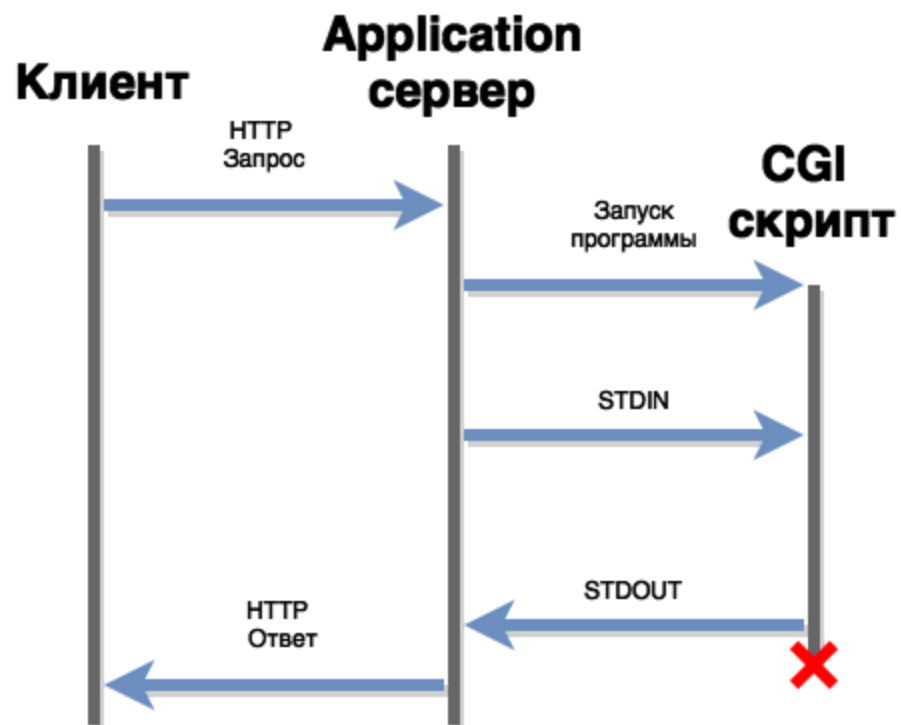 Клиент
Application
сервер
CGI
скрипт
HTTP
Запрос
Запуск
программы
STDIN
STDOUT
HTTP
Ответ